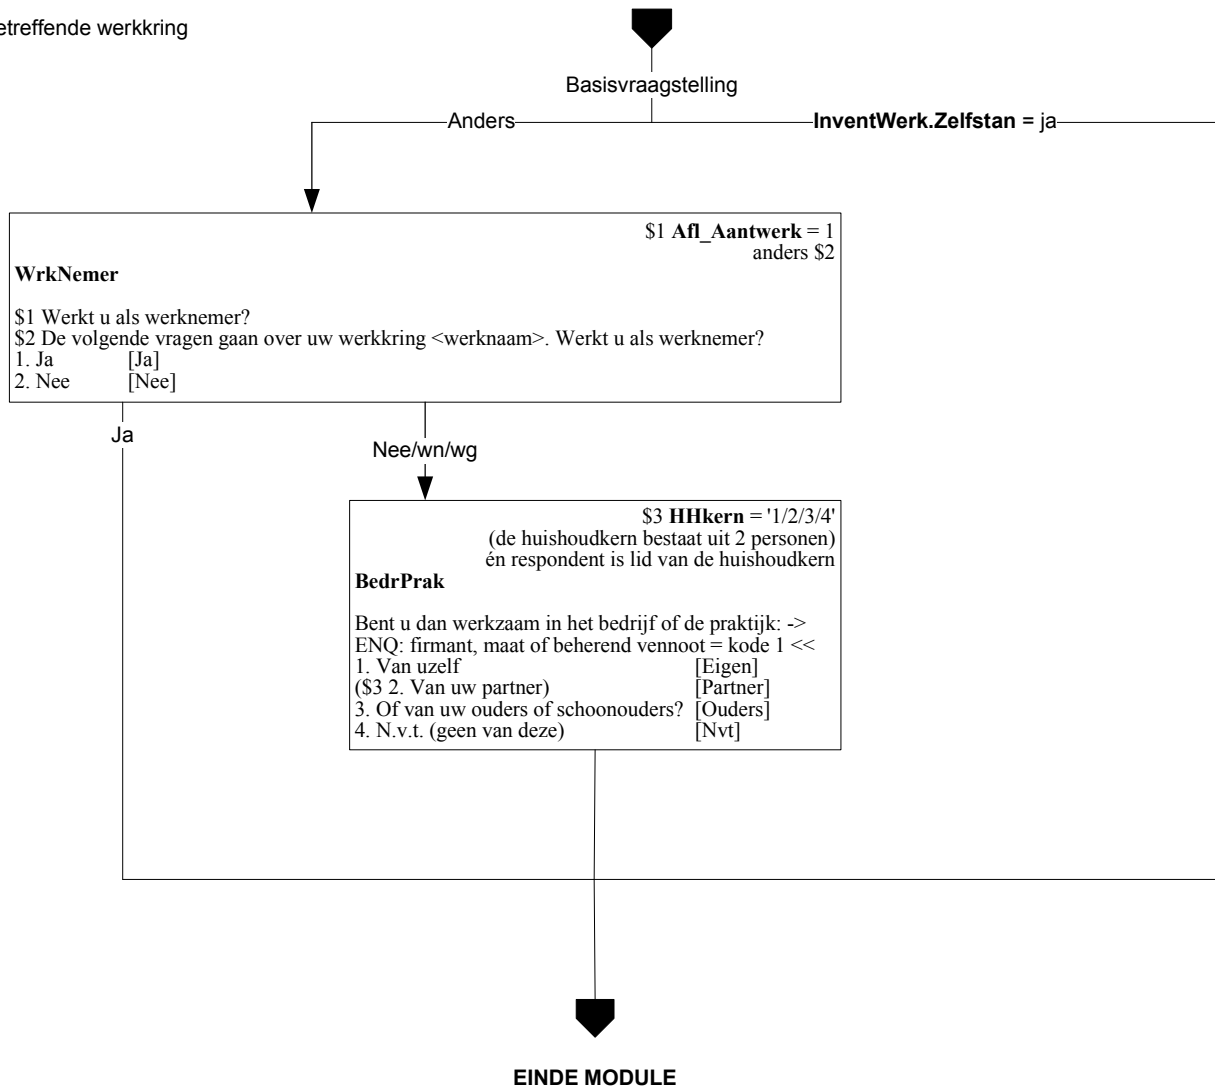 etreffende werkkring
Basisvraagstelling
Anders
InventWerk.Zelfstan = ja
$1 Afl_Aantwerk = 1
anders $2
WrkNemer
$1 Werkt u als werknemer?
$2 De volgende vragen gaan over uw werkkring <werknaam>. Werkt u als werknemer?
1. Ja [Ja]
2. Nee [Nee]
Ja
Nee/wn/wg
$3 HHkern = '1/2/3/4'
(de huishoudkern bestaat uit 2 personen)
én respondent is lid van de huishoudkern
BedrPrak
Bent u dan werkzaam in het bedrijf of de praktijk: ->
ENQ: firmant, maat of beherend vennoot = kode 1 <<
1. Van uzelf [Eigen]
($3 2. Van uw partner) [Partner]
3. Of van uw ouders of schoonouders? [Ouders]
4. N.v.t. (geen van deze) [Nvt]
EINDE MODULE